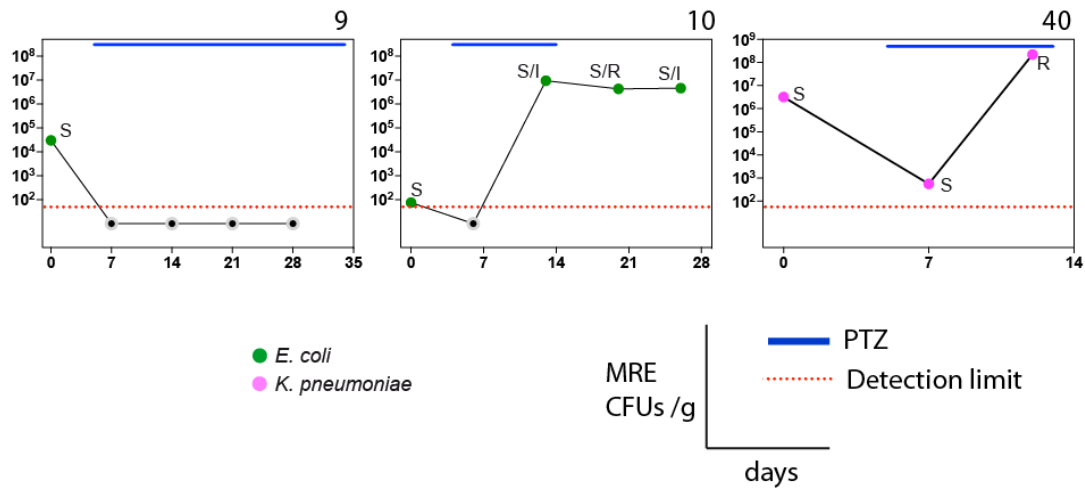 9
10⁸
10⁷
10⁶
10⁵
10⁴
10³
10²
S
0 7 14 21 28 35
10
10⁸
10⁷
10⁶
10⁵
10⁴
10³
10²
S
S/I
S/R
S/I
0 7 14 21 28
40
10⁹
10⁸
10⁷
10⁶
10⁵
10⁴
10³
10²
S
S
R
0 7 14
E. coli
K. pneumoniae
MRE
CFUs /g
days
PTZ
Detection limit